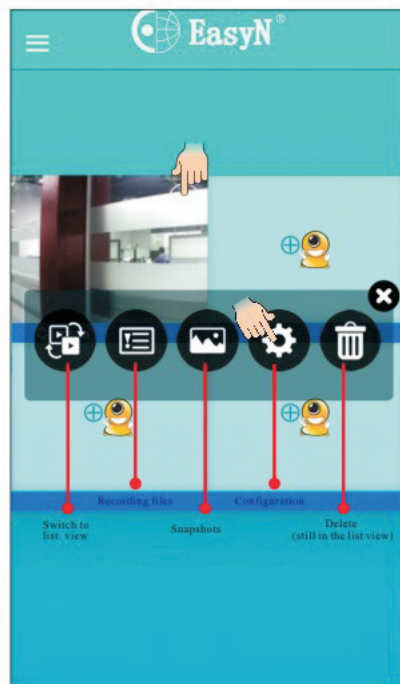 EasyN®
Recording files
Configuration
Switch to
list view
Snapshots
Delete
(still in the list view)